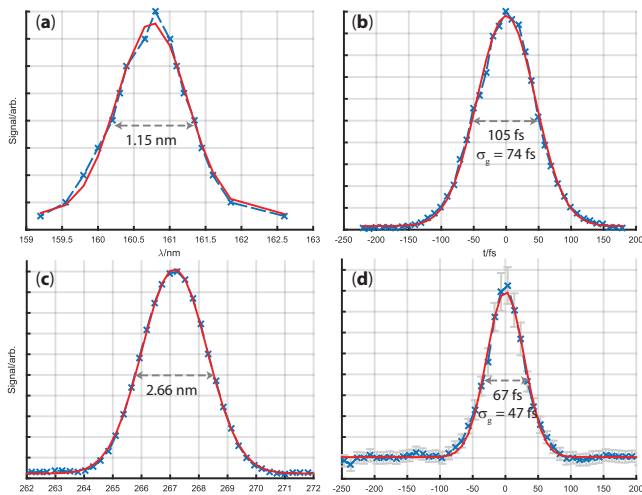 (a)
(b)
Signal/arb.
1.15 nm
105 fs
σg = 74 fs
159 159.5 160 160.5 161 161.5 162 162.5 163
-250 -200 -150 -100 -50 0 50 100 150 200
λ/nm
t/fs
(c)
(d)
Signal/arb.
2.66 nm
67 fs
σg = 47 fs
262 263 264 265 266 267 268 269 270 271 272
-250 -200 -150 -100 -50 0 50 100 150 200